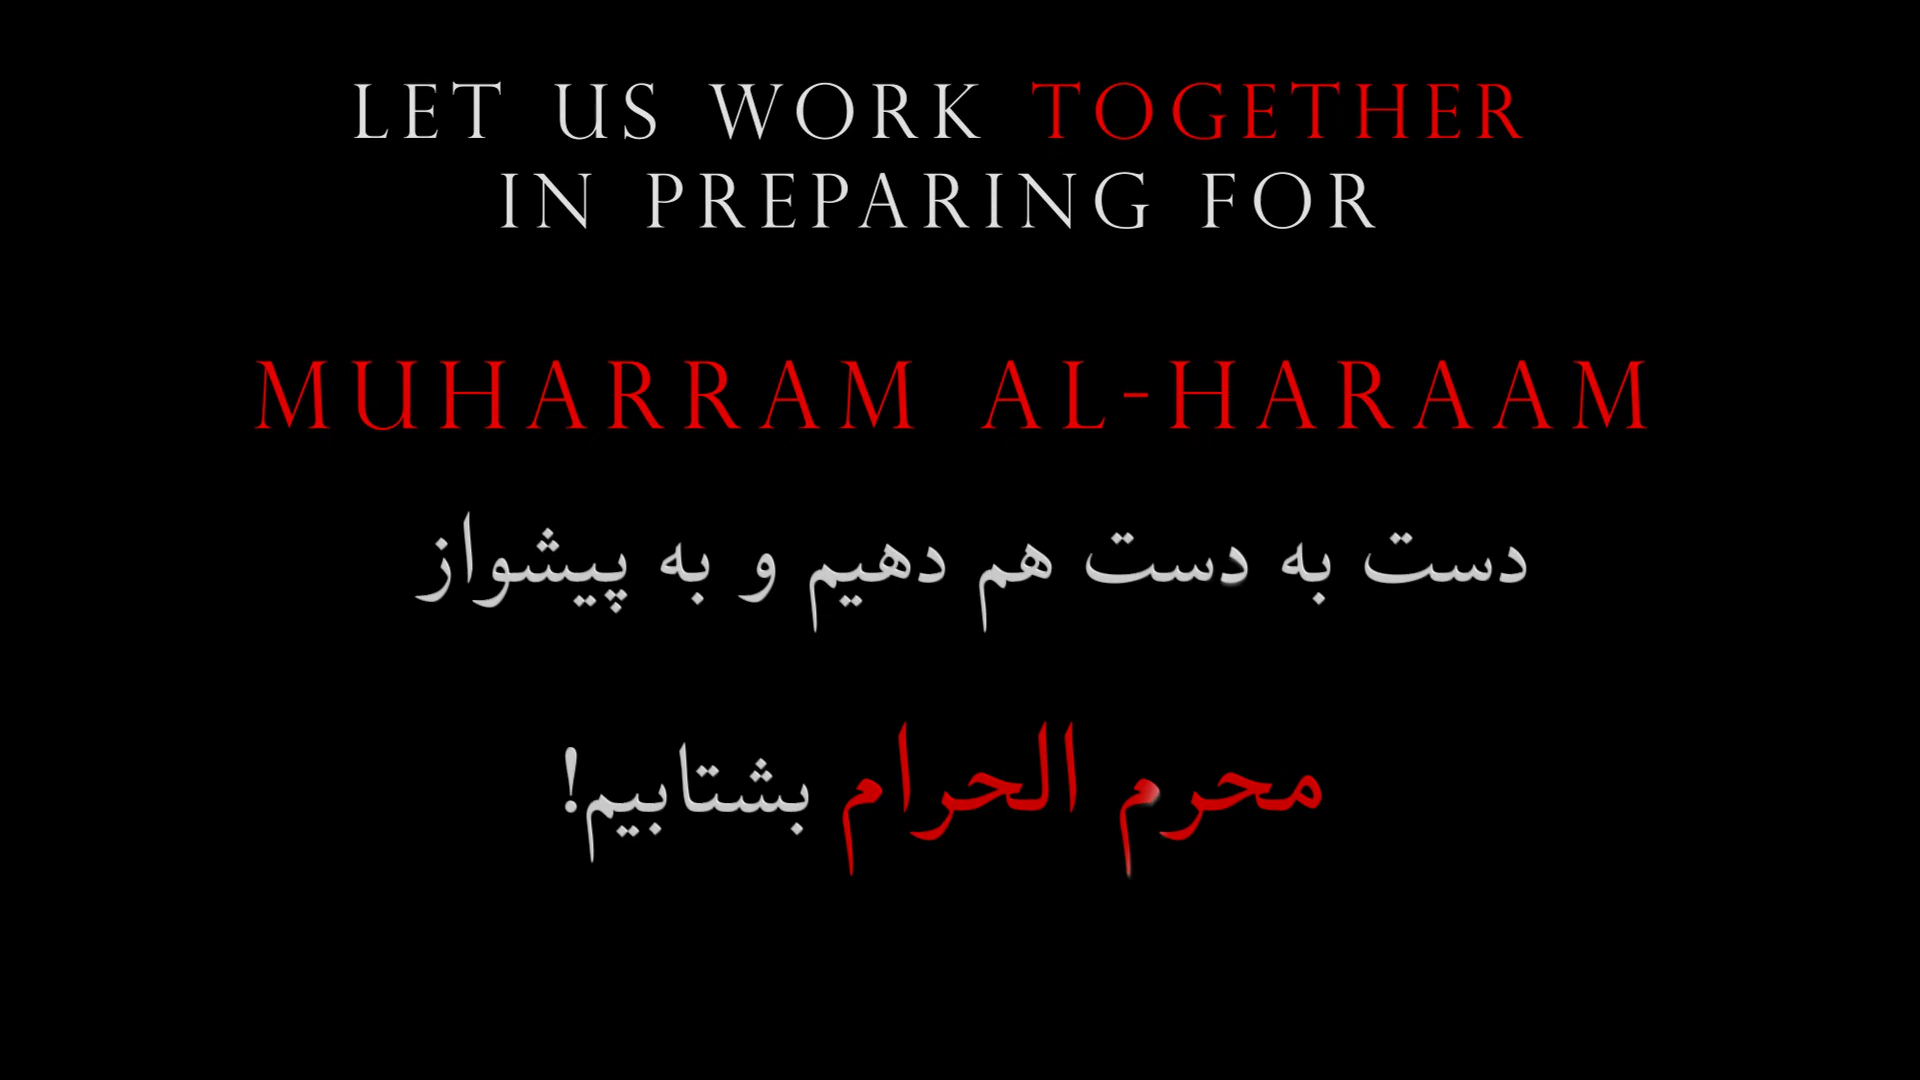 LET US WORK TOGETHER
IN PREPARING FOR
MUHARRAM AL-HARAAM
دست به دست هم دهیم و به پیشواز
محرم الحرام بشتابیم!